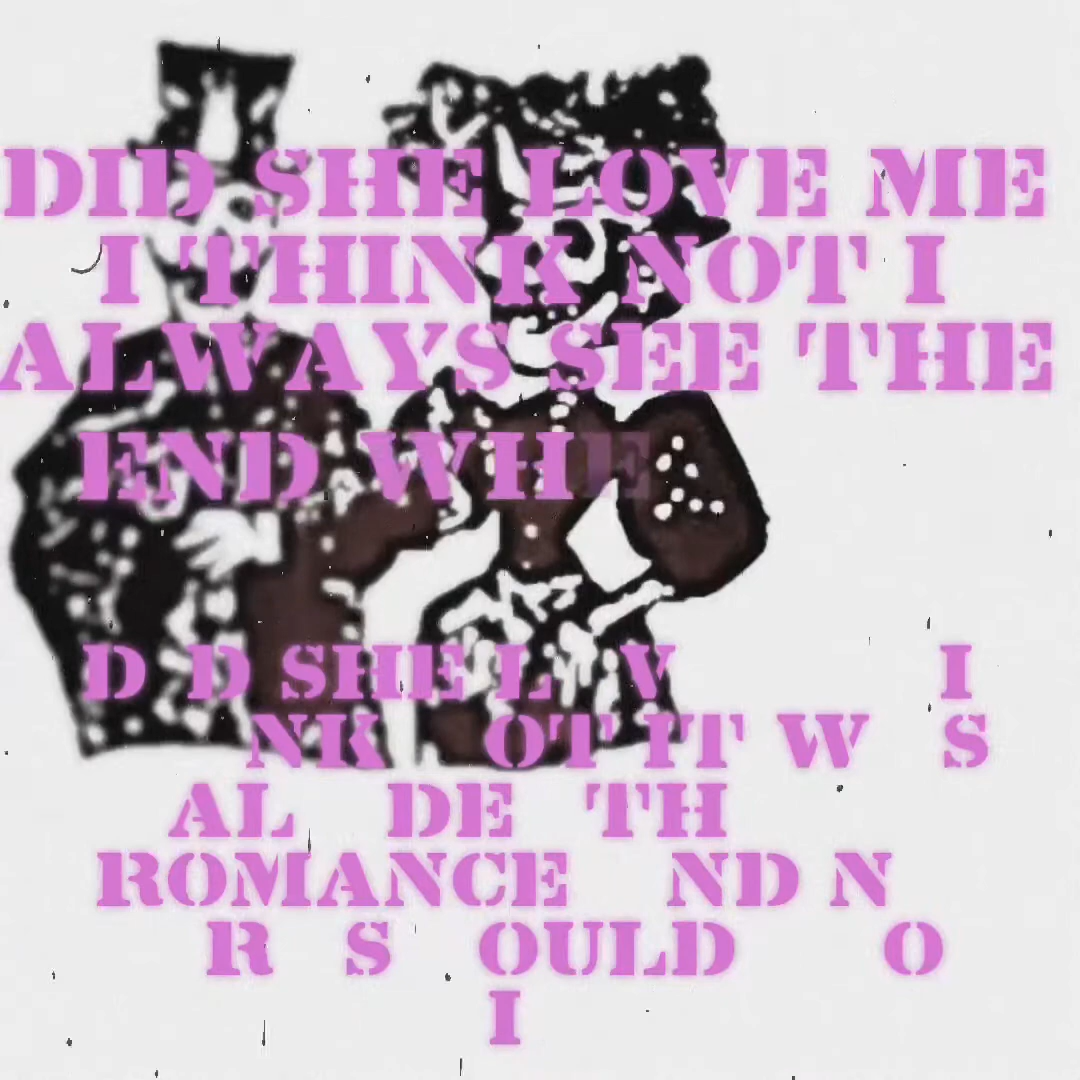 DID SHE LOVE ME
I THINK NOT I
ALWAYS SEE THE
END WHE
D D SHE L V I
NK OT IT W S
AL DE TH
ROMANCE ND N
R S OULD O
I